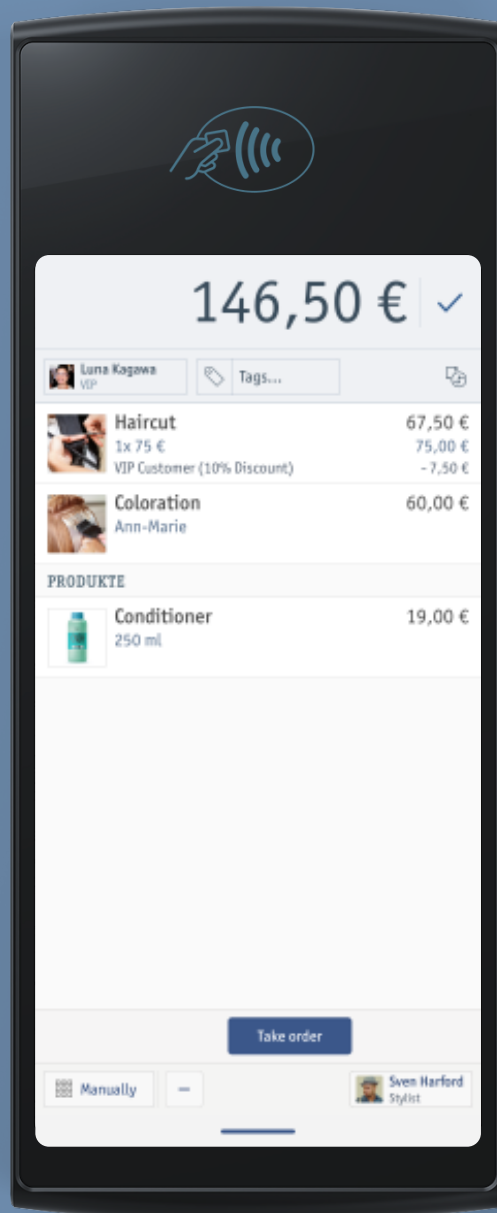 146,50 €
Luna Kagawa
VIP
Tags...
Haircut 67,50 €
1x 75 € 75,00 €
VIP Customer (10% Discount) - 7,50 €
Coloration 60,00 €
Ann-Marie
PRODUKTE
Conditioner 19,00 €
250 ml
Take order
Manually
Sven Harford
Stylist